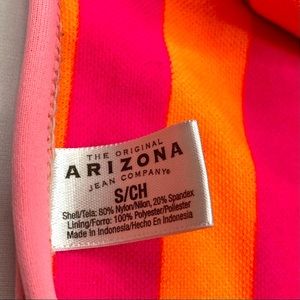 THE ORIGINAL
ARIZONA
JEAN COMPANY®
S/CH
Shell/Tela: 80% Nylon/Nilon, 20% Spandex
Lining/Forro: 100% Polyester/Poliester
Made in Indonesia/Hecho En Indonesia